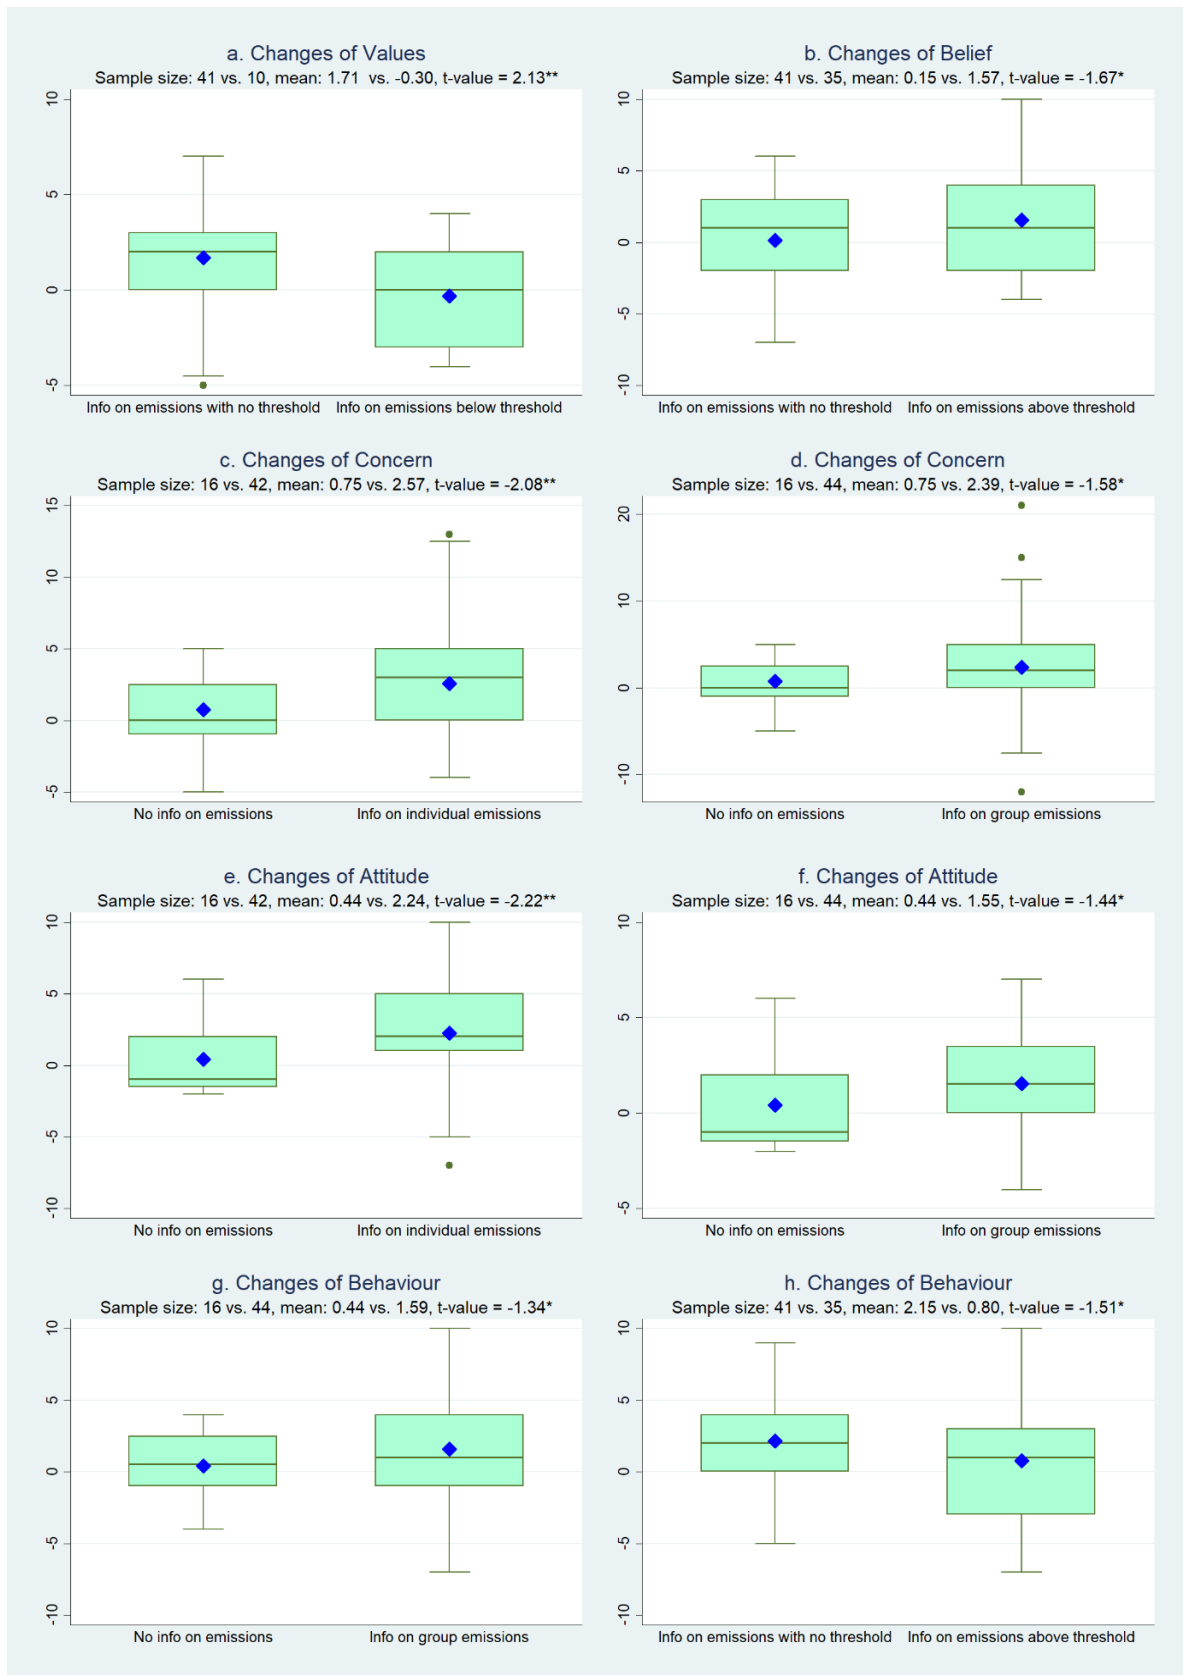 a. Changes of Values
Sample size: 41 vs. 10, mean: 1.71  vs. -0.30, t-value = 2.13**
10
5
0
-5
Info on emissions with no threshold
Info on emissions below threshold
b. Changes of Belief
Sample size: 41 vs. 35, mean: 0.15 vs. 1.57, t-value = -1.67*
10
5
0
-5
-10
Info on emissions with no threshold
Info on emissions above threshold
c. Changes of Concern
Sample size: 16 vs. 42, mean: 0.75 vs. 2.57, t-value = -2.08**
15
10
5
0
-5
No info on emissions
Info on individual emissions
d. Changes of Concern
Sample size: 16 vs. 44, mean: 0.75 vs. 2.39, t-value = -1.58*
20
10
0
-10
No info on emissions
Info on group emissions
e. Changes of Attitude
Sample size: 16 vs. 42, mean: 0.44 vs. 2.24, t-value = -2.22**
10
5
0
-5
-10
No info on emissions
Info on individual emissions
f. Changes of Attitude
Sample size: 16 vs. 44, mean: 0.44 vs. 1.55, t-value = -1.44*
10
5
0
-5
No info on emissions
Info on group emissions
g. Changes of Behaviour
Sample size: 16 vs. 44, mean: 0.44 vs. 1.59, t-value = -1.34*
10
5
0
-5
-10
No info on emissions
Info on group emissions
h. Changes of Behaviour
Sample size: 41 vs. 35, mean: 2.15 vs. 0.80, t-value = -1.51*
10
5
0
-5
-10
Info on emissions with no threshold
Info on emissions above threshold